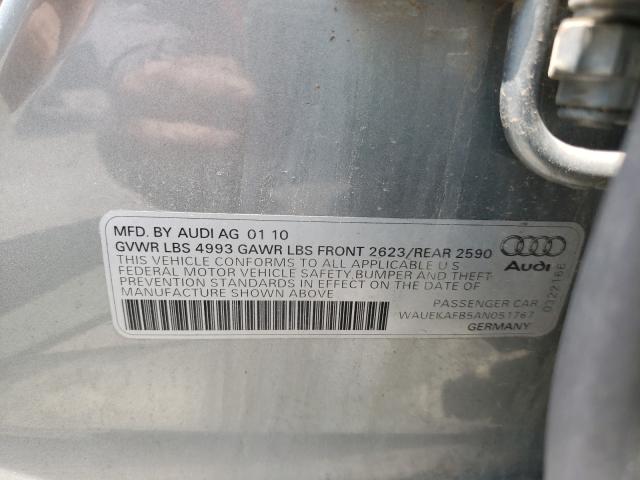 MFD. BY AUDI AG 01 10
GVWR LBS 4993 GAWR LBS FRONT 2623/REAR 2590
THIS VEHICLE CONFORMS TO ALL APPLICABLE U S
FEDERAL MOTOR VEHICLE SAFETY,BUMPER AND THEFT
PREVENTION STANDARDS IN EFFECT ON THE DATE OF
MANUFACTURE SHOWN ABOVE
Audi
PASSENGER CAR
WAUEKAFB5AN051767
GERMANY
0322166